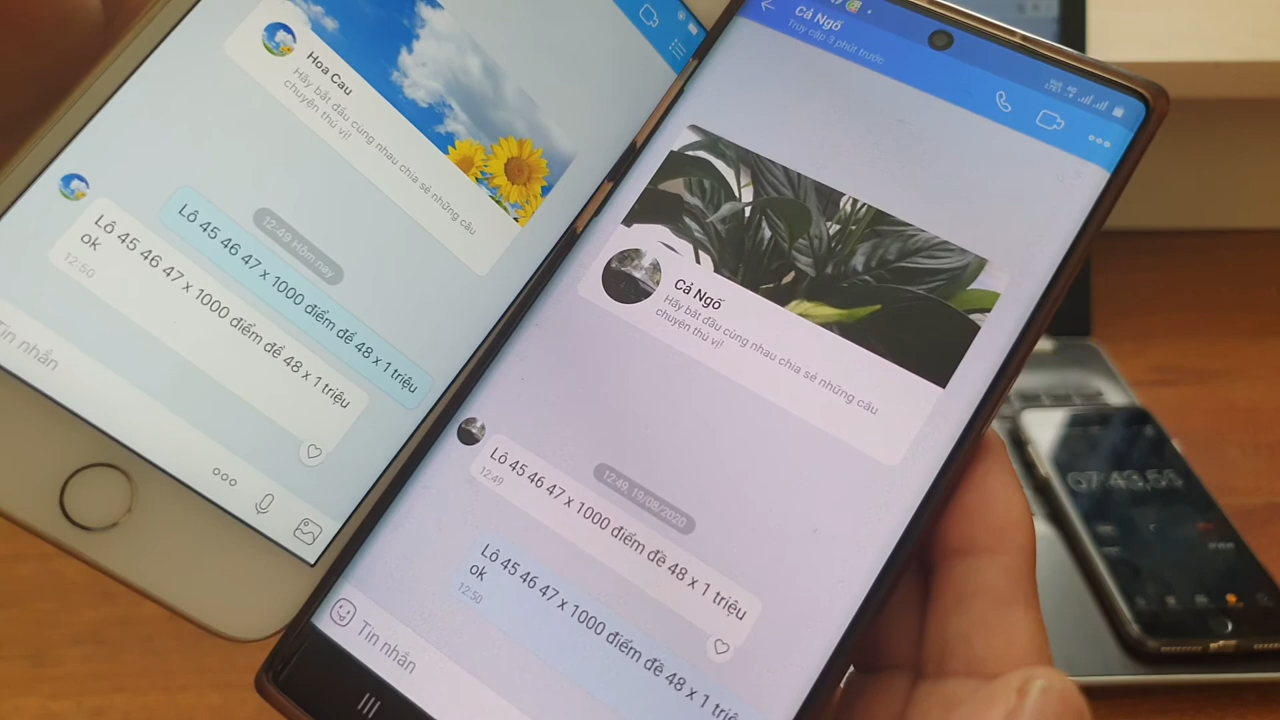 Hoa Cau
Hãy bắt đầu cùng nhau chia sẻ những câu
chuyện thú vị!
12:49 Hôm nay
Lô 45 46 47 x 1000 điểm đề 48 x 1 triệu
Lô 45 46 47 x 1000 điểm đề 48 x 1 triệu
ok
12:50
Tin nhắn
Cả Ngố
Truy cập 3 phút trước
Cả Ngố
Hãy bắt đầu cùng nhau chia sẻ những câu
chuyện thú vị!
12:49, 19/08/2020
Lô 45 46 47 x 1000 điểm đề 48 x 1 triệu
12:49
Lô 45 46 47 x 1000 điểm đề 48 x 1 triệ
ok
12:50
Tin nhắn